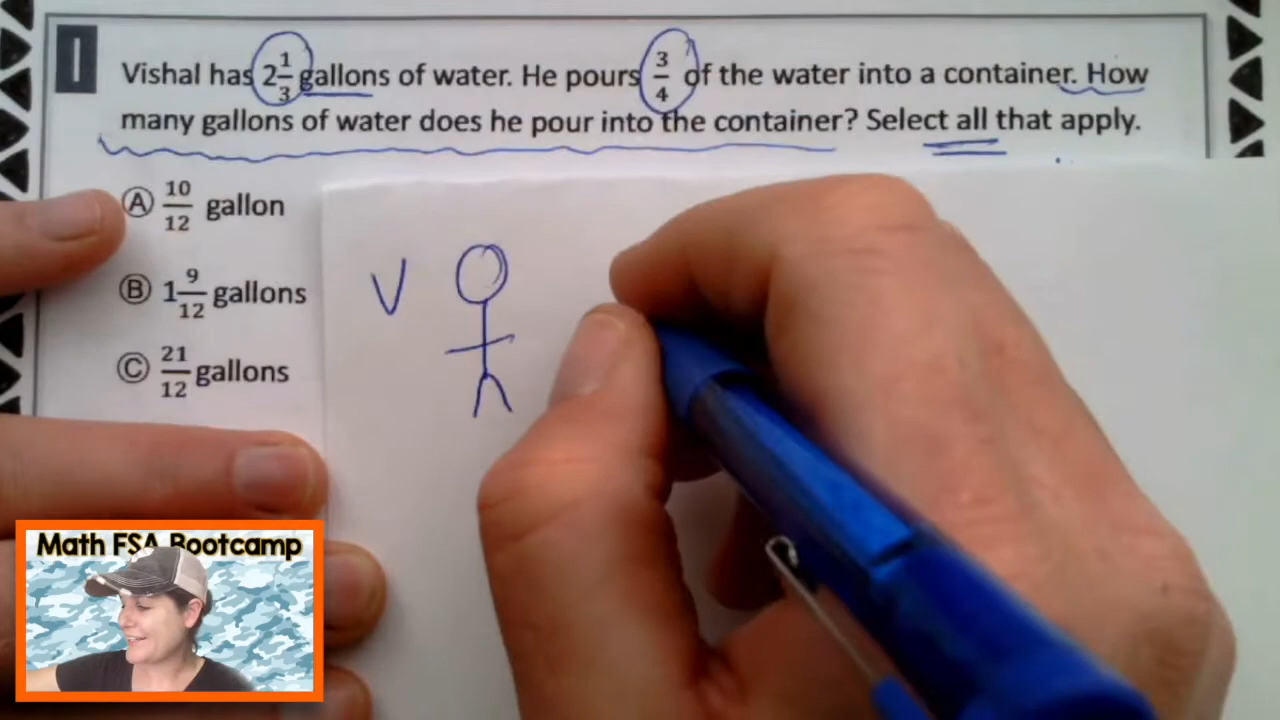 1 Vishal has 2 1/3 gallons of water. He pours 3/4 of the water into a container. How
many gallons of water does he pour into the container? Select all that apply.
A 10/12 gallon
B 1 9/12 gallons
C 21/12 gallons
V
Math FSA Bootcamp